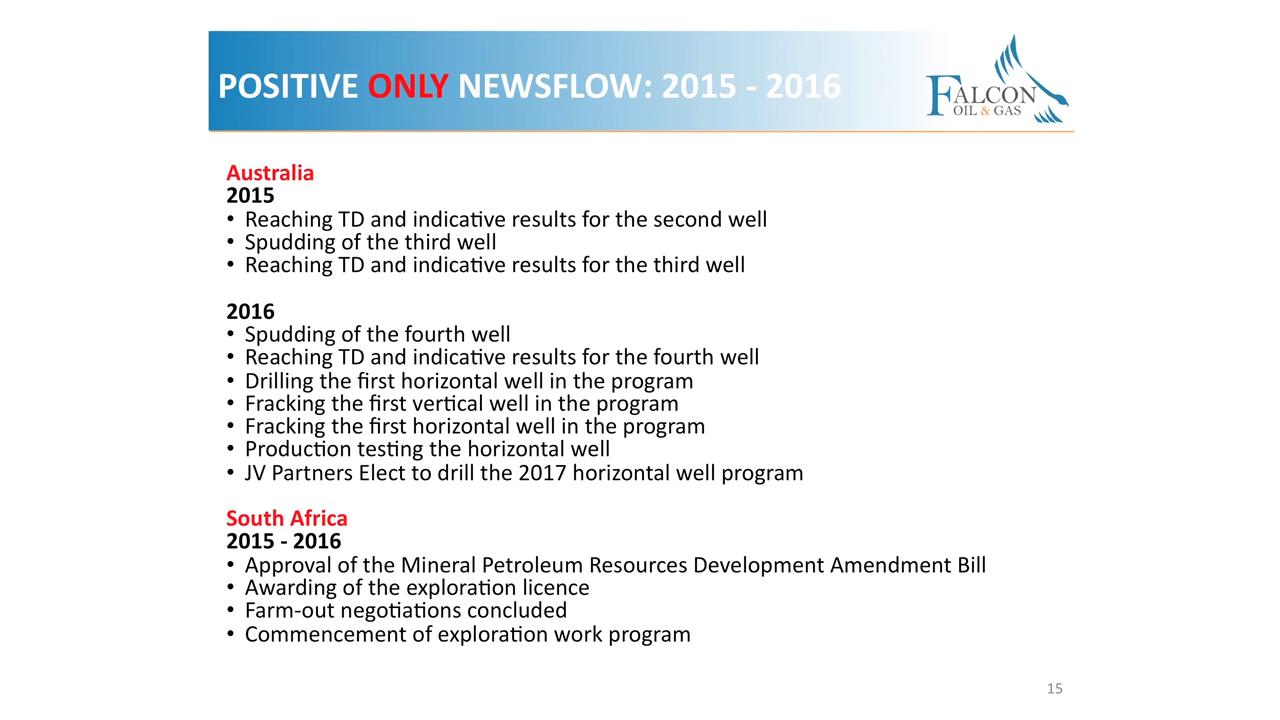 POSITIVE ONLY NEWSFLOW: 2015 - 2016
FALCON
OIL & GAS
Australia
2015
• Reaching TD and indicative results for the second well
• Spudding of the third well
• Reaching TD and indicative results for the third well
2016
• Spudding of the fourth well
• Reaching TD and indicative results for the fourth well
• Drilling the first horizontal well in the program
• Fracking the first vertical well in the program
• Fracking the first horizontal well in the program
• Production testing the horizontal well
• JV Partners Elect to drill the 2017 horizontal well program
South Africa
2015 - 2016
• Approval of the Mineral Petroleum Resources Development Amendment Bill
• Awarding of the exploration licence
• Farm-out negotiations concluded
• Commencement of exploration work program
15